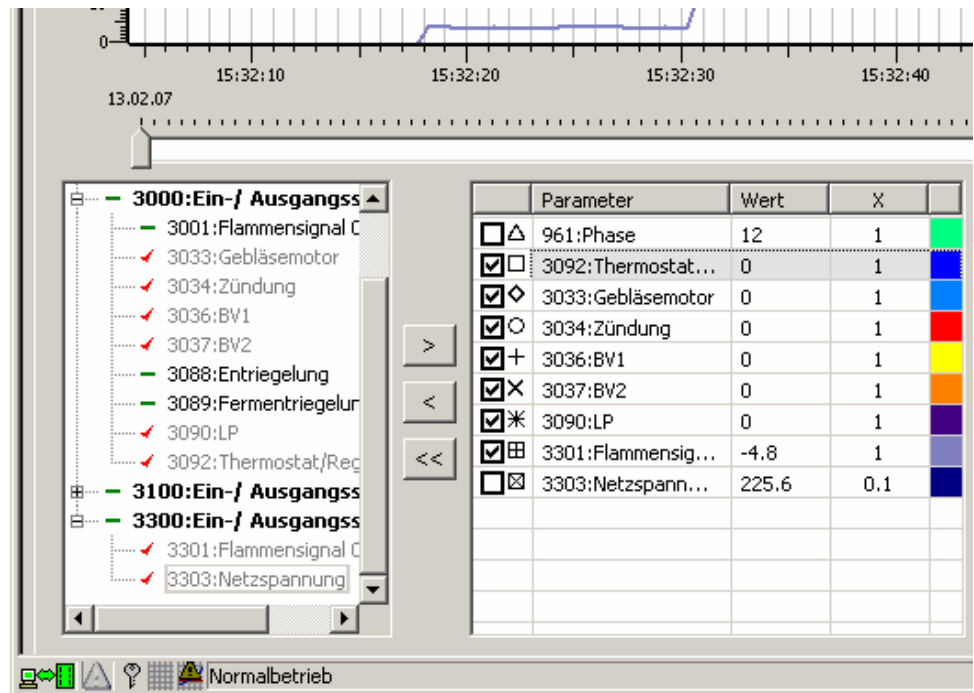 0
15:32:10 15:32:20 15:32:30 15:32:40
13.02.07
3000:Ein-/ Ausgangss
3001:Flammensignal
3033:Gebläsemotor
3034:Zündung
3036:BV1
3037:BV2
3088:Entriegelung
3089:Fermentriegelur
3090:LP
3092:Thermostat/Reg
3100:Ein-/ Ausgangss
3300:Ein-/ Ausgangss
3301:Flammensignal
3303:Netzspannung
>
<
<<
Parameter Wert X
961:Phase 12 1
3092:Thermostat... 0 1
3033:Gebläsemotor 0 1
3034:Zündung 0 1
3036:BV1 0 1
3037:BV2 0 1
3090:LP 0 1
3301:Flammensig... -4.8 1
3303:Netzspann... 225.6 0.1
Normalbetrieb